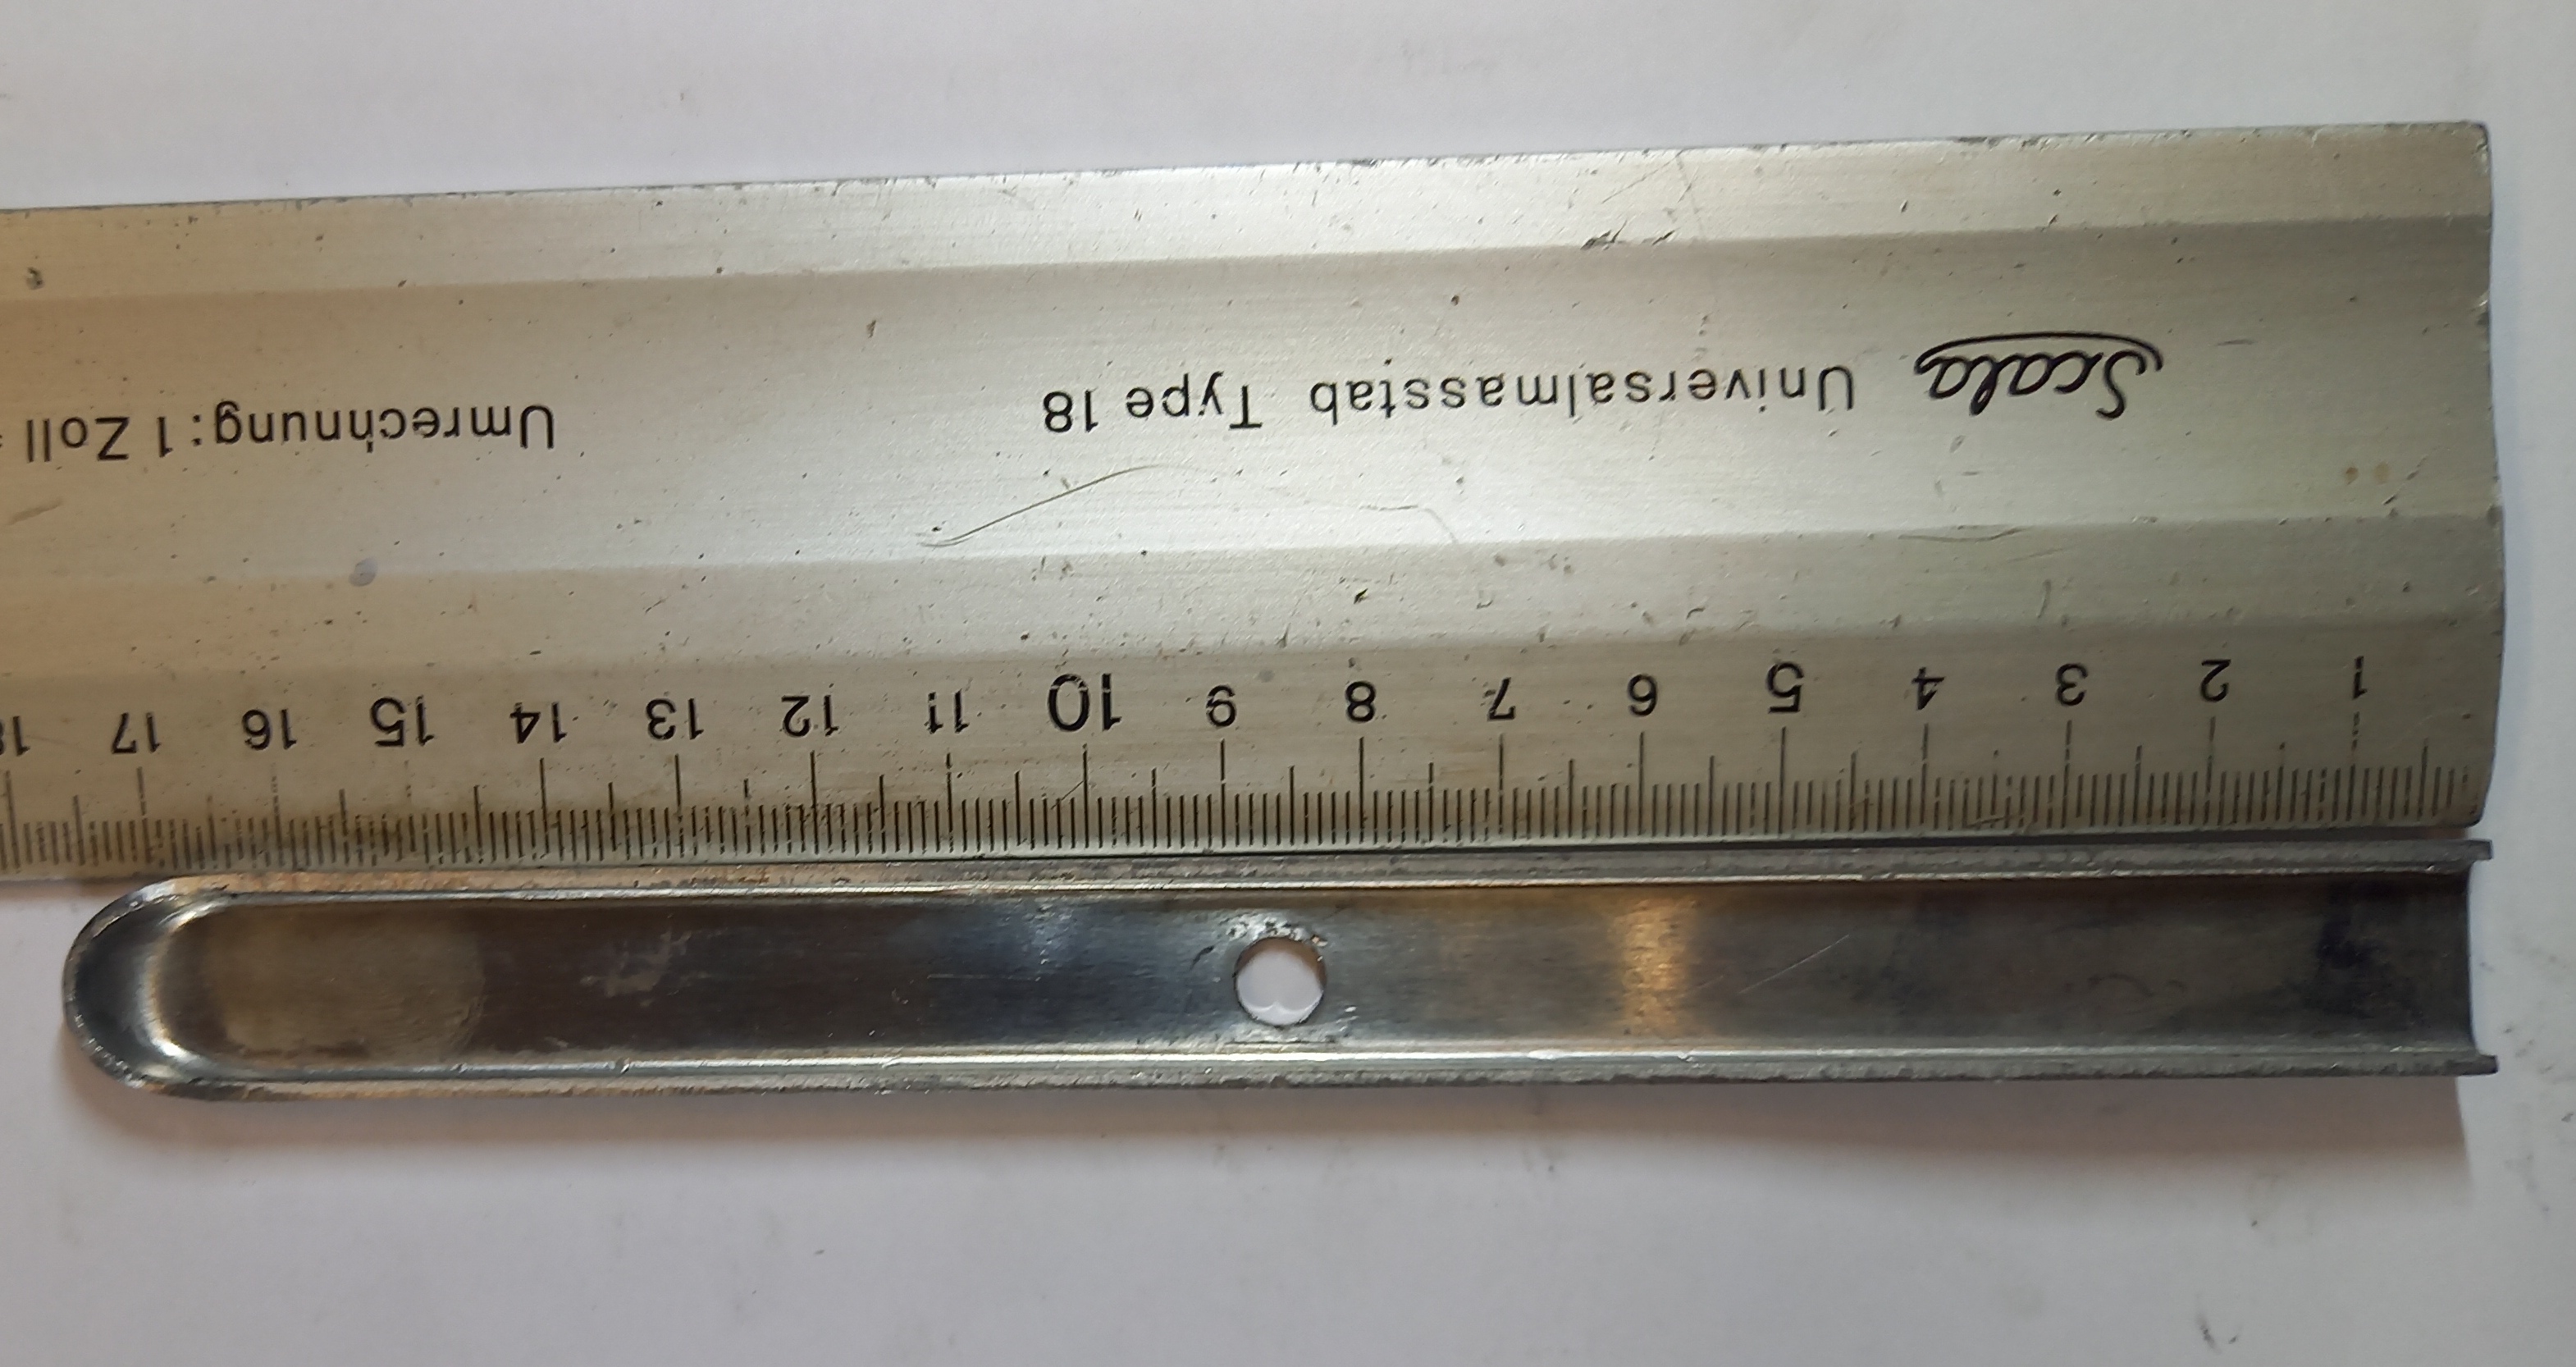 Scala Universalmasstab Type 18 Umrechnung: 1 Zoll
1 2 3 4 5 6 7 8 9 10 11 12 13 14 15 16 17 18